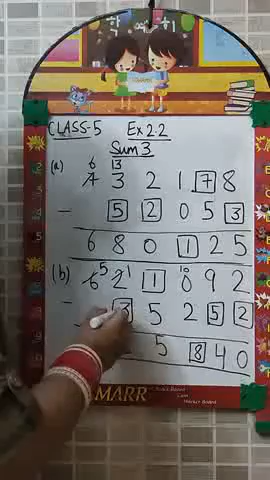 CLASS-5 Ex 2.2
Sum 3
6 13
(a) 7 3 2 1 7 8
- 5 2 0 5 3
6 8 0 1 2 5
5 1 10
(b) 6 2 1 0 9 2
- 3 5 2 5 2
5 8 4 0
MARR